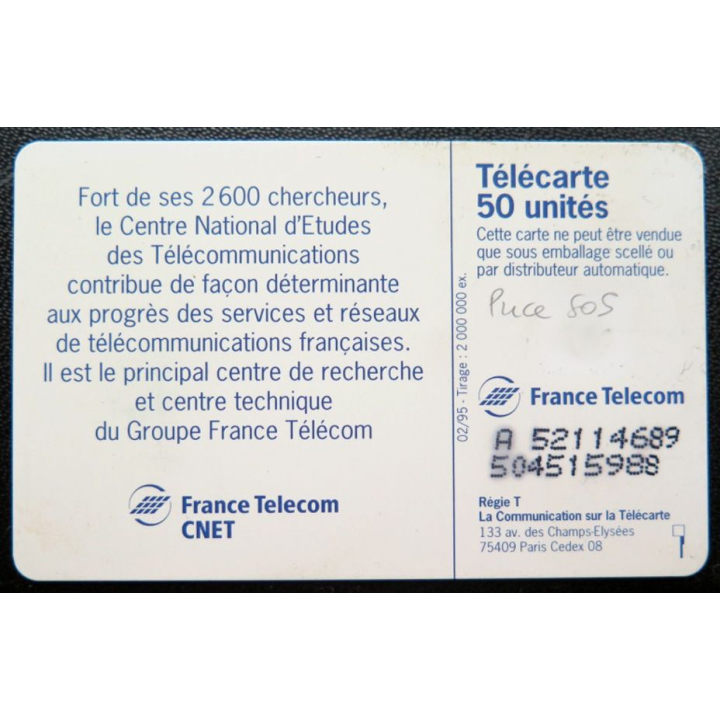 Fort de ses 2 600 chercheurs,
le Centre National d'Etudes
des Télécommunications
contribue de façon déterminante
aux progrès des services et réseaux
de télécommunications françaises.
Il est le principal centre de recherche
et centre technique
du Groupe France Télécom
France Telecom
CNET
02/95 - Tirage : 2 000 000 ex.
Télécarte
50 unités
Cette carte ne peut être vendue
que sous emballage scellé ou
par distributeur automatique.
Puce SO5
France Telecom
A 52114689
504515988
Régie T
La Communication sur la Télécarte
133 av. des Champs-Elysées
75409 Paris Cedex 08